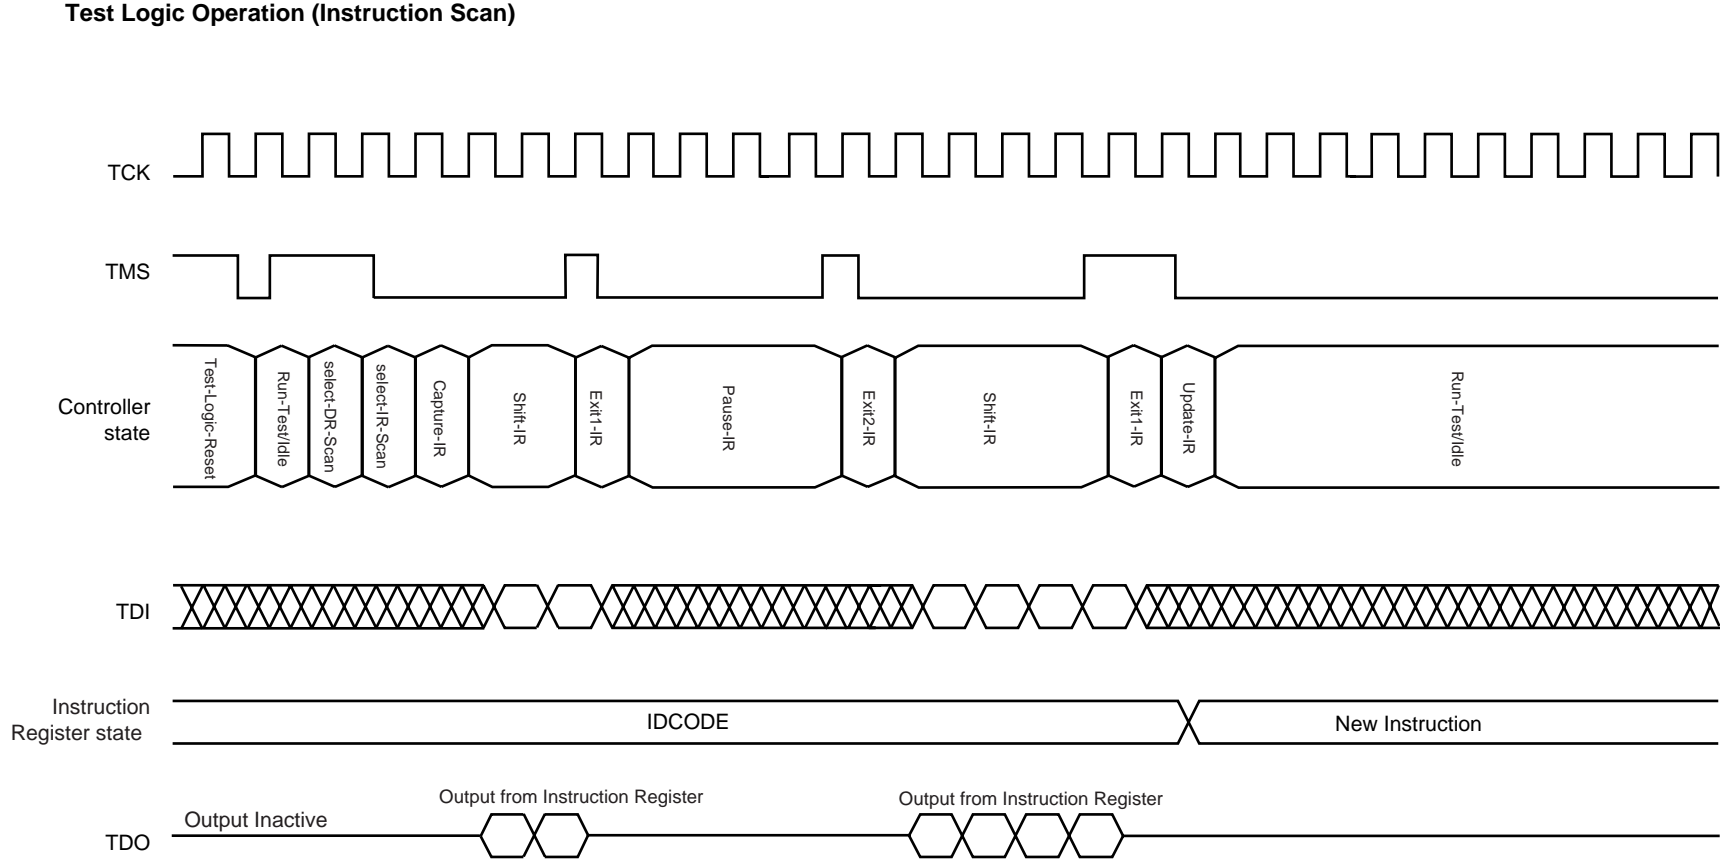 Test Logic Operation (Instruction Scan)
TCK
TMS
Controller
state
Test-Logic-Reset
Run-Test/Idle
select-DR-Scan
select-IR-Scan
Capture-IR
Shift-IR
Exit1-IR
Pause-IR
Exit2-IR
Shift-IR
Exit1-IR
Update-IR
Run-Test/Idle
TDI
Instruction
Register state
IDCODE
New Instruction
Output from Instruction Register
Output from Instruction Register
Output Inactive
TDO